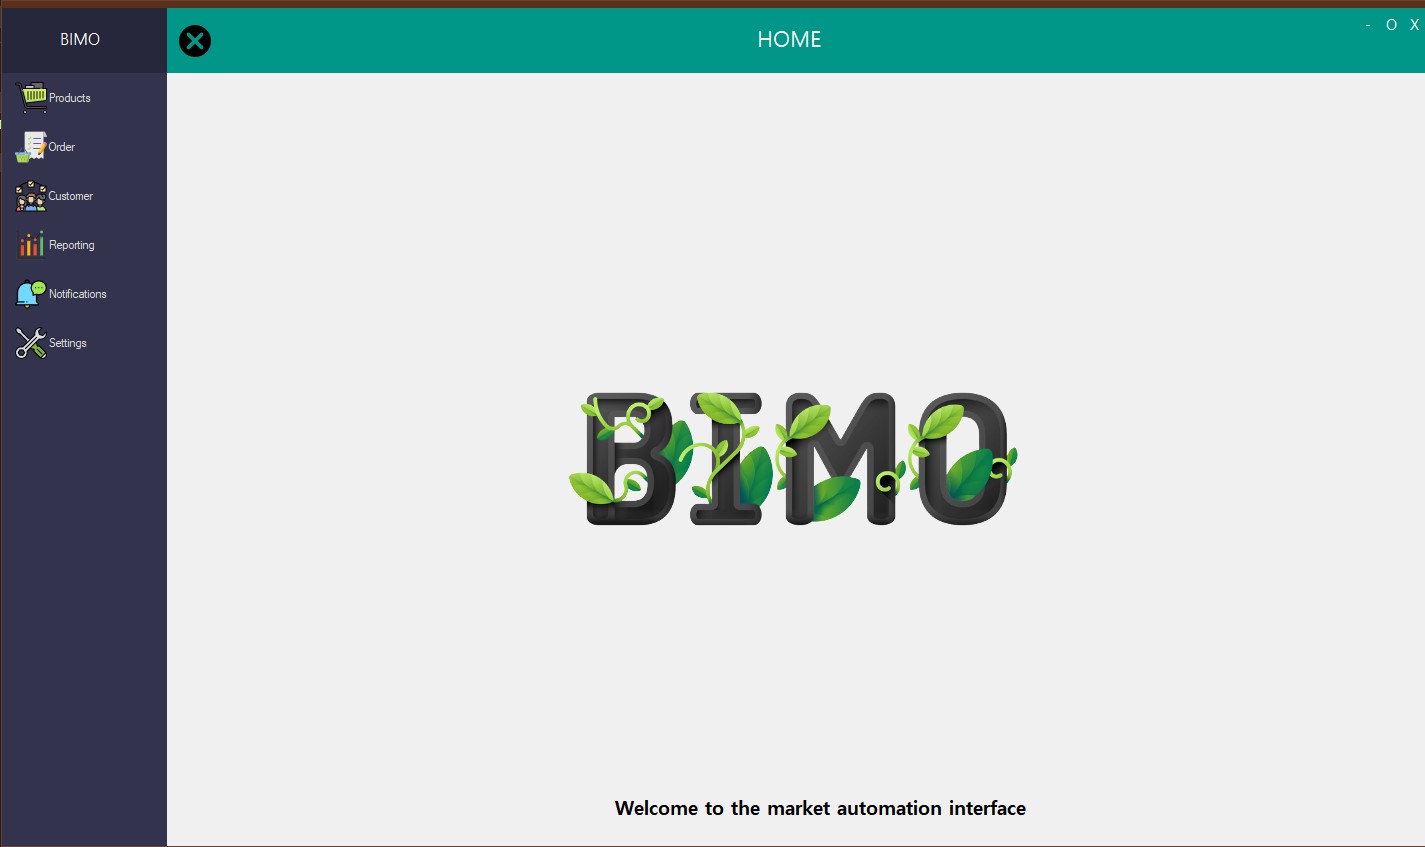 BIMO
HOME
- O X
Products
Order
Customer
Reporting
Notifications
Settings
BIMO
Welcome to the market automation interface